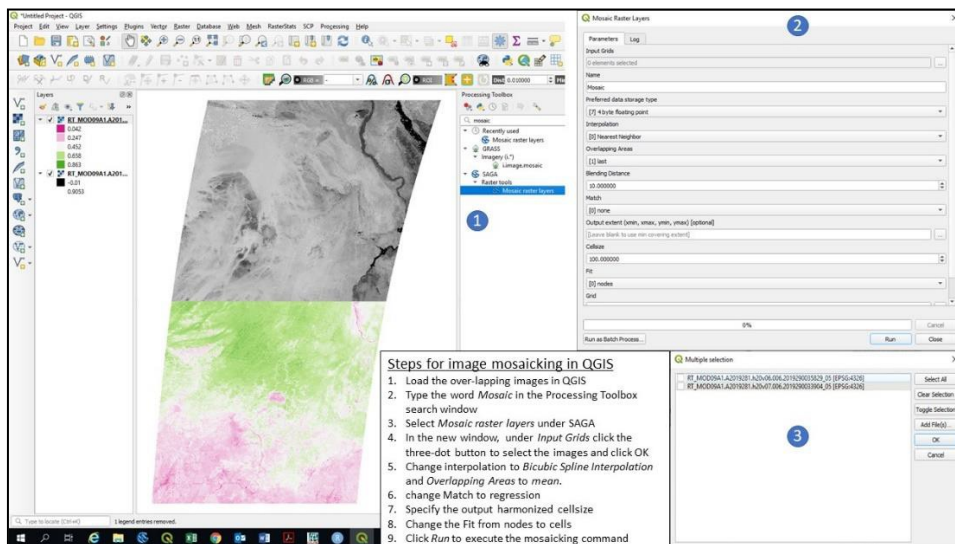 *Untitled Project - QGIS
Project Edit View Layer Settings Plugins Vector Raster Database Web Mesh RasterStats SCP Processing Help
Layers
RT_MOD09A1.A201...
0.042
0.247
0.452
0.658
0.863
RT_MOD09A1.A201...
-0.01
0.9053
Type to locate (Ctrl+K)
1 legend entries removed.
RGB =
RGB
Dist 0.010000
Processing Toolbox
mosaic
Recently used
Mosaic raster layers
GRASS
Imagery (i.*)
i.image.mosaic
SAGA
Raster tools
Mosaic raster layers
1
Mosaic Raster Layers
2
Parameters Log
Input Grids
0 elements selected
...
Name
Mosaic
Preferred data storage type
[7] 4 byte floating point
Interpolation
[0] Nearest Neighbor
Overlapping Areas
[1] last
Blending Distance
10.000000
Match
[0] none
Output extent (xmin, xmax, ymin, ymax) [optional]
[Leave blank to use min covering extent]
...
Cellsize
100.000000
Fit
[0] nodes
Grid
0%
Cancel
Run as Batch Process...
Run
Close
Steps for image mosaicking in QGIS
1. Load the over-lapping images in QGIS
2. Type the word Mosaic in the Processing Toolbox
search window
3. Select Mosaic raster layers under SAGA
4. In the new window, under Input Grids click the
three-dot button to select the images and click OK
5. Change interpolation to Bicubic Spline Interpolation
and Overlapping Areas to mean.
6. change Match to regression
7. Specify the output harmonized cellsize
8. Change the Fit from nodes to cells
9. Click Run to execute the mosaicking command
Multiple selection
RT_MOD09A1.A2019281.h20v06.006.2019290035829_05 [EPSG:4326]
RT_MOD09A1.A2019281.h20v07.006.2019290033904_05 [EPSG:4326]
3
Select All
Clear Selection
Toggle Selection
Add File(s)...
OK
Cancel